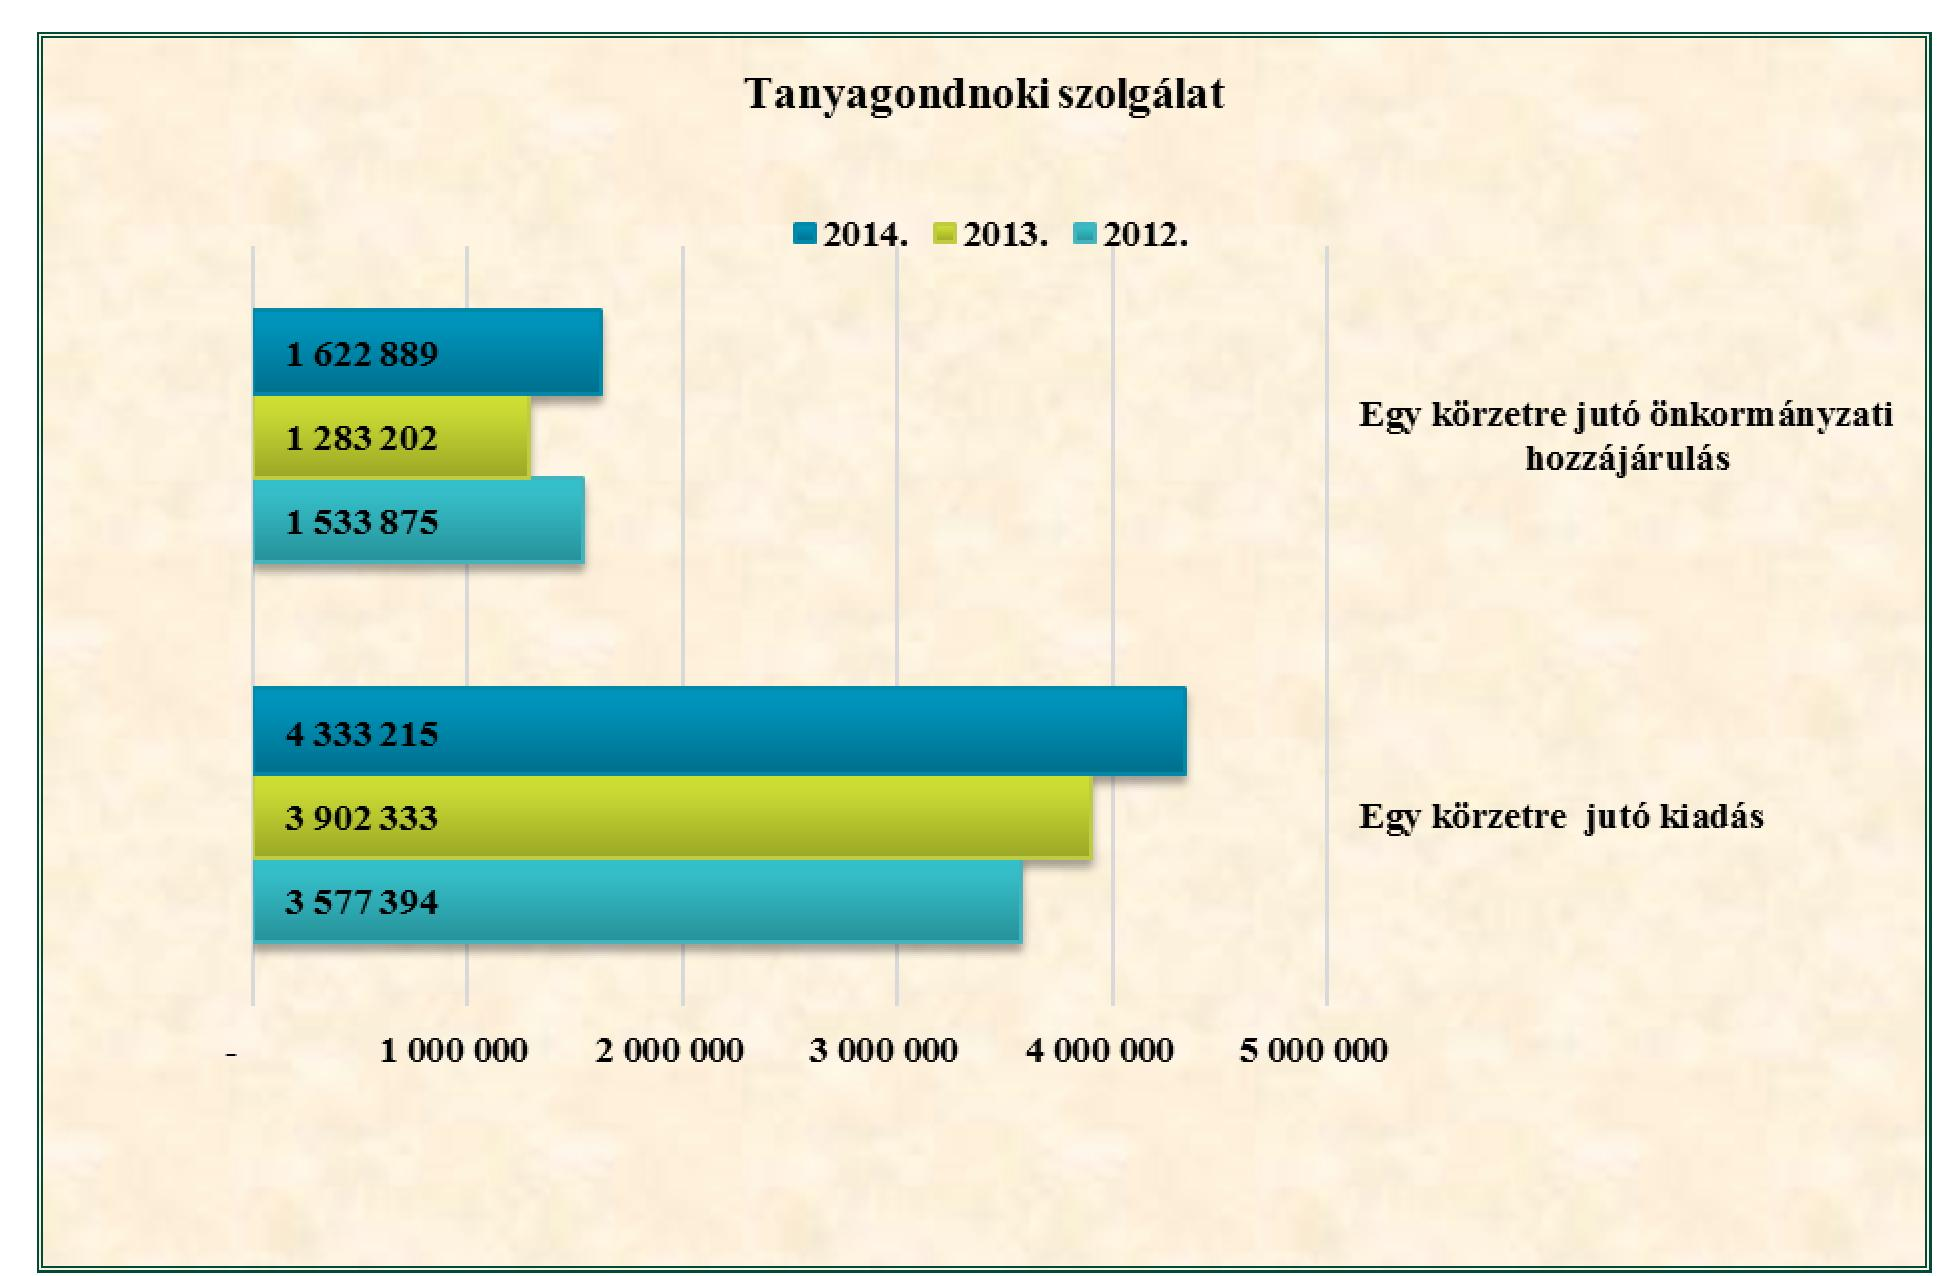 Tanyagondnoki szolgálat
2014. 2013. 2012.
1 622 889
1 283 202
1 533 875
Egy körzetre jutó önkormányzati
hozzájárulás
4 333 215
3 902 333
3 577 394
Egy körzetre jutó kiadás
- 1 000 000 2 000 000 3 000 000 4 000 000 5 000 000